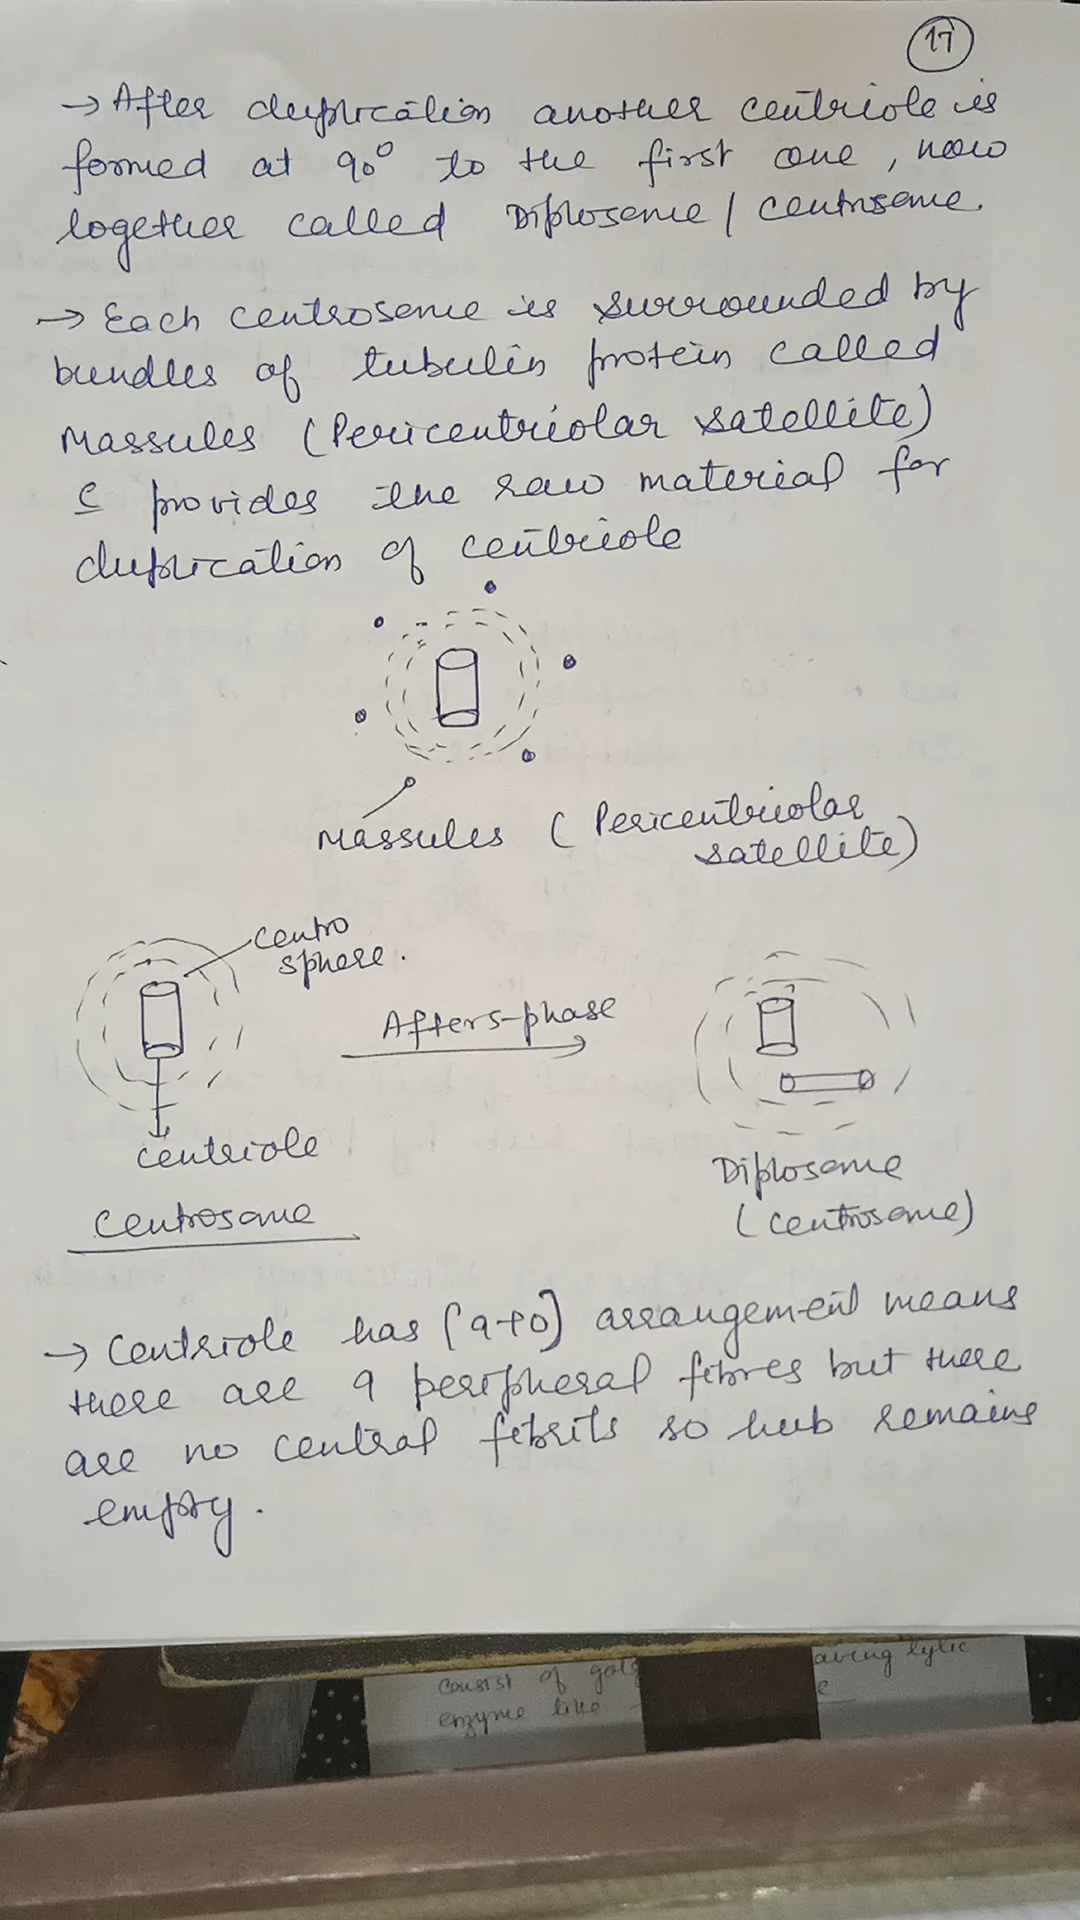 17
→ After duplication another centriole is
formed at 90° to the first one, now
together called Diplosome / centrosome.
→ Each centrosome is surrounded by
bundles of tubulin protein called
Massules (Pericentriolar satellite)
c̲ provides the raw material for
duplication of centriole
Massules ( Pericentriolar
satellite)
Centro
sphere.
After S-phase
centriole
Centrosome
Diplosome
(centrosome)
→ Centriole has [9+0] arrangement means
there are 9 peripheral fibres but there
are no central fibrils so hub remains
empty.
consist of golg
enzyme like
aving lytic